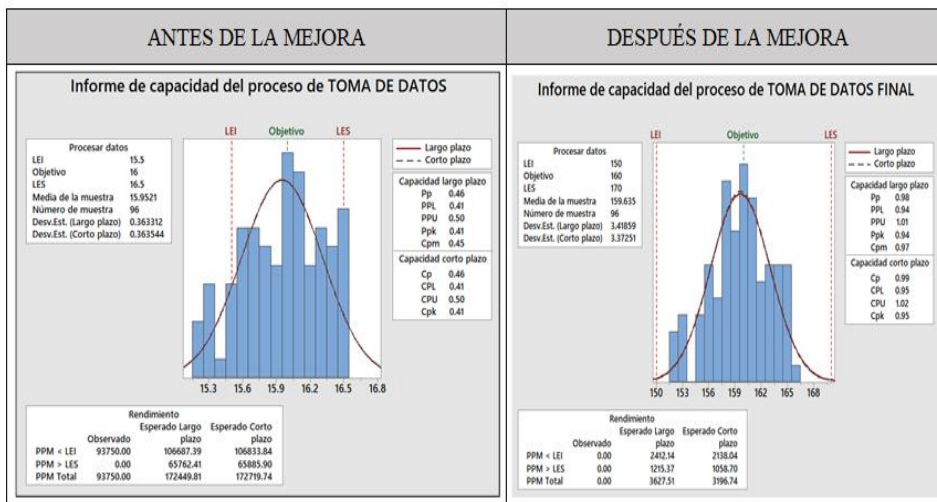 ANTES DE LA MEJORA
Informe de capacidad del proceso de TOMA DE DATOS
LEI Objetivo LES
Procesar datos
LEI 15.5
Objetivo 16
LES 16.5
Media de la muestra 15.9521
Número de muestra 96
Desv.Est. (Largo plazo) 0.363312
Desv.Est. (Corto plazo) 0.363544
Largo plazo
Corto plazo
Capacidad largo plazo
Pp 0.46
PPL 0.41
PPU 0.50
Ppk 0.41
Cpm 0.45
Capacidad corto plazo
Cp 0.46
CPL 0.41
CPU 0.50
Cpk 0.41
15.3 15.6 15.9 16.2 16.5 16.8
Rendimiento
Esperado Largo Esperado Corto
Observado plazo plazo
PPM < LEI 93750.00 106687.39 106833.84
PPM > LES 0.00 65762.41 65885.90
PPM Total 93750.00 172449.81 172719.74
DESPUÉS DE LA MEJORA
Informe de capacidad del proceso de TOMA DE DATOS FINAL
LEI Objetivo LES
Procesar datos
LEI 150
Objetivo 160
LES 170
Media de la muestra 159.635
Número de muestra 96
Desv.Est. (Largo plazo) 3.41859
Desv.Est. (Corto plazo) 3.37251
Largo plazo
Corto plazo
Capacidad largo plazo
Pp 0.98
PPL 0.94
PPU 1.01
Ppk 0.94
Cpm 0.97
Capacidad corto plazo
Cp 0.99
CPL 0.95
CPU 1.02
Cpk 0.95
150 153 156 159 162 165 168
Rendimiento
Esperado Largo Esperado Corto
Observado plazo plazo
PPM < LEI 0.00 2412.14 2138.04
PPM > LES 0.00 1215.37 1058.70
PPM Total 0.00 3627.51 3196.74